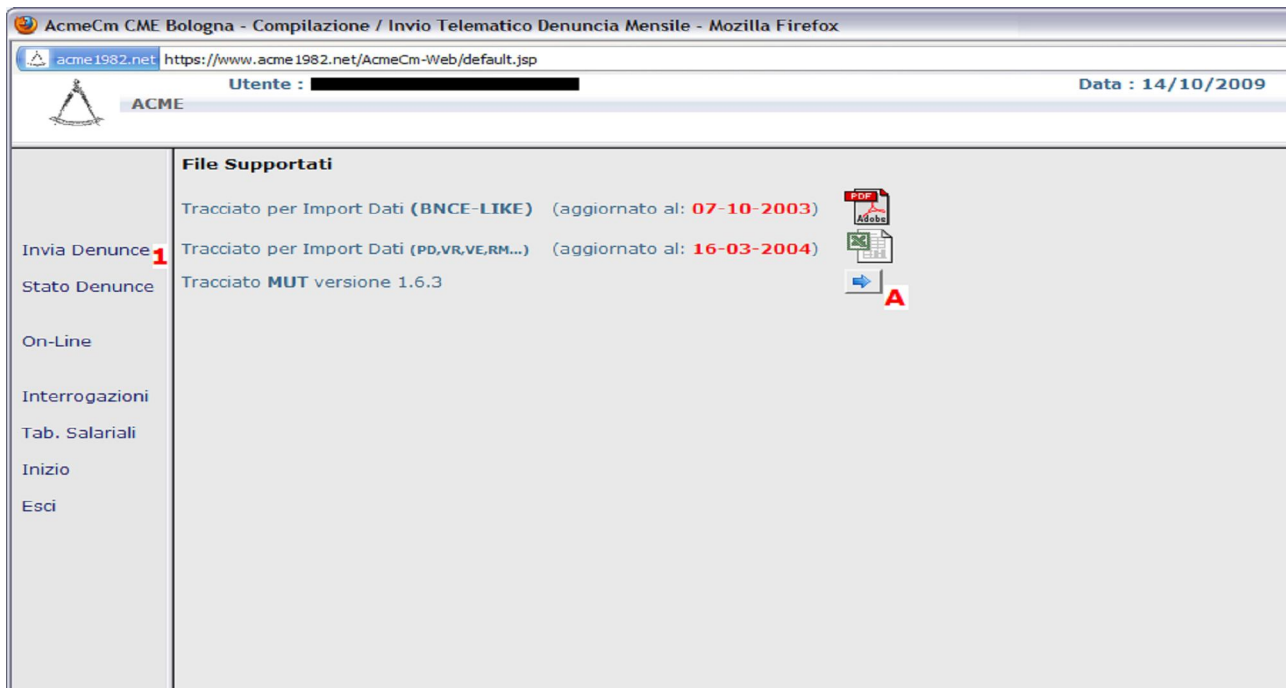 AcmeCm CME Bologna - Compilazione / Invio Telematico Denuncia Mensile - Mozilla Firefox
acme1982.net https://www.acme1982.net/AcmeCm-Web/default.jsp
Utente : Data : 14/10/2009
ACME
File Supportati
Tracciato per Import Dati (BNCE-LIKE) (aggiornato al: 07-10-2003) PDF Adobe
Invia Denunce 1 Tracciato per Import Dati (PD,VR,VE,RM...) (aggiornato al: 16-03-2004)
Stato Denunce Tracciato MUT versione 1.6.3 A
On-Line
Interrogazioni
Tab. Salariali
Inizio
Esci